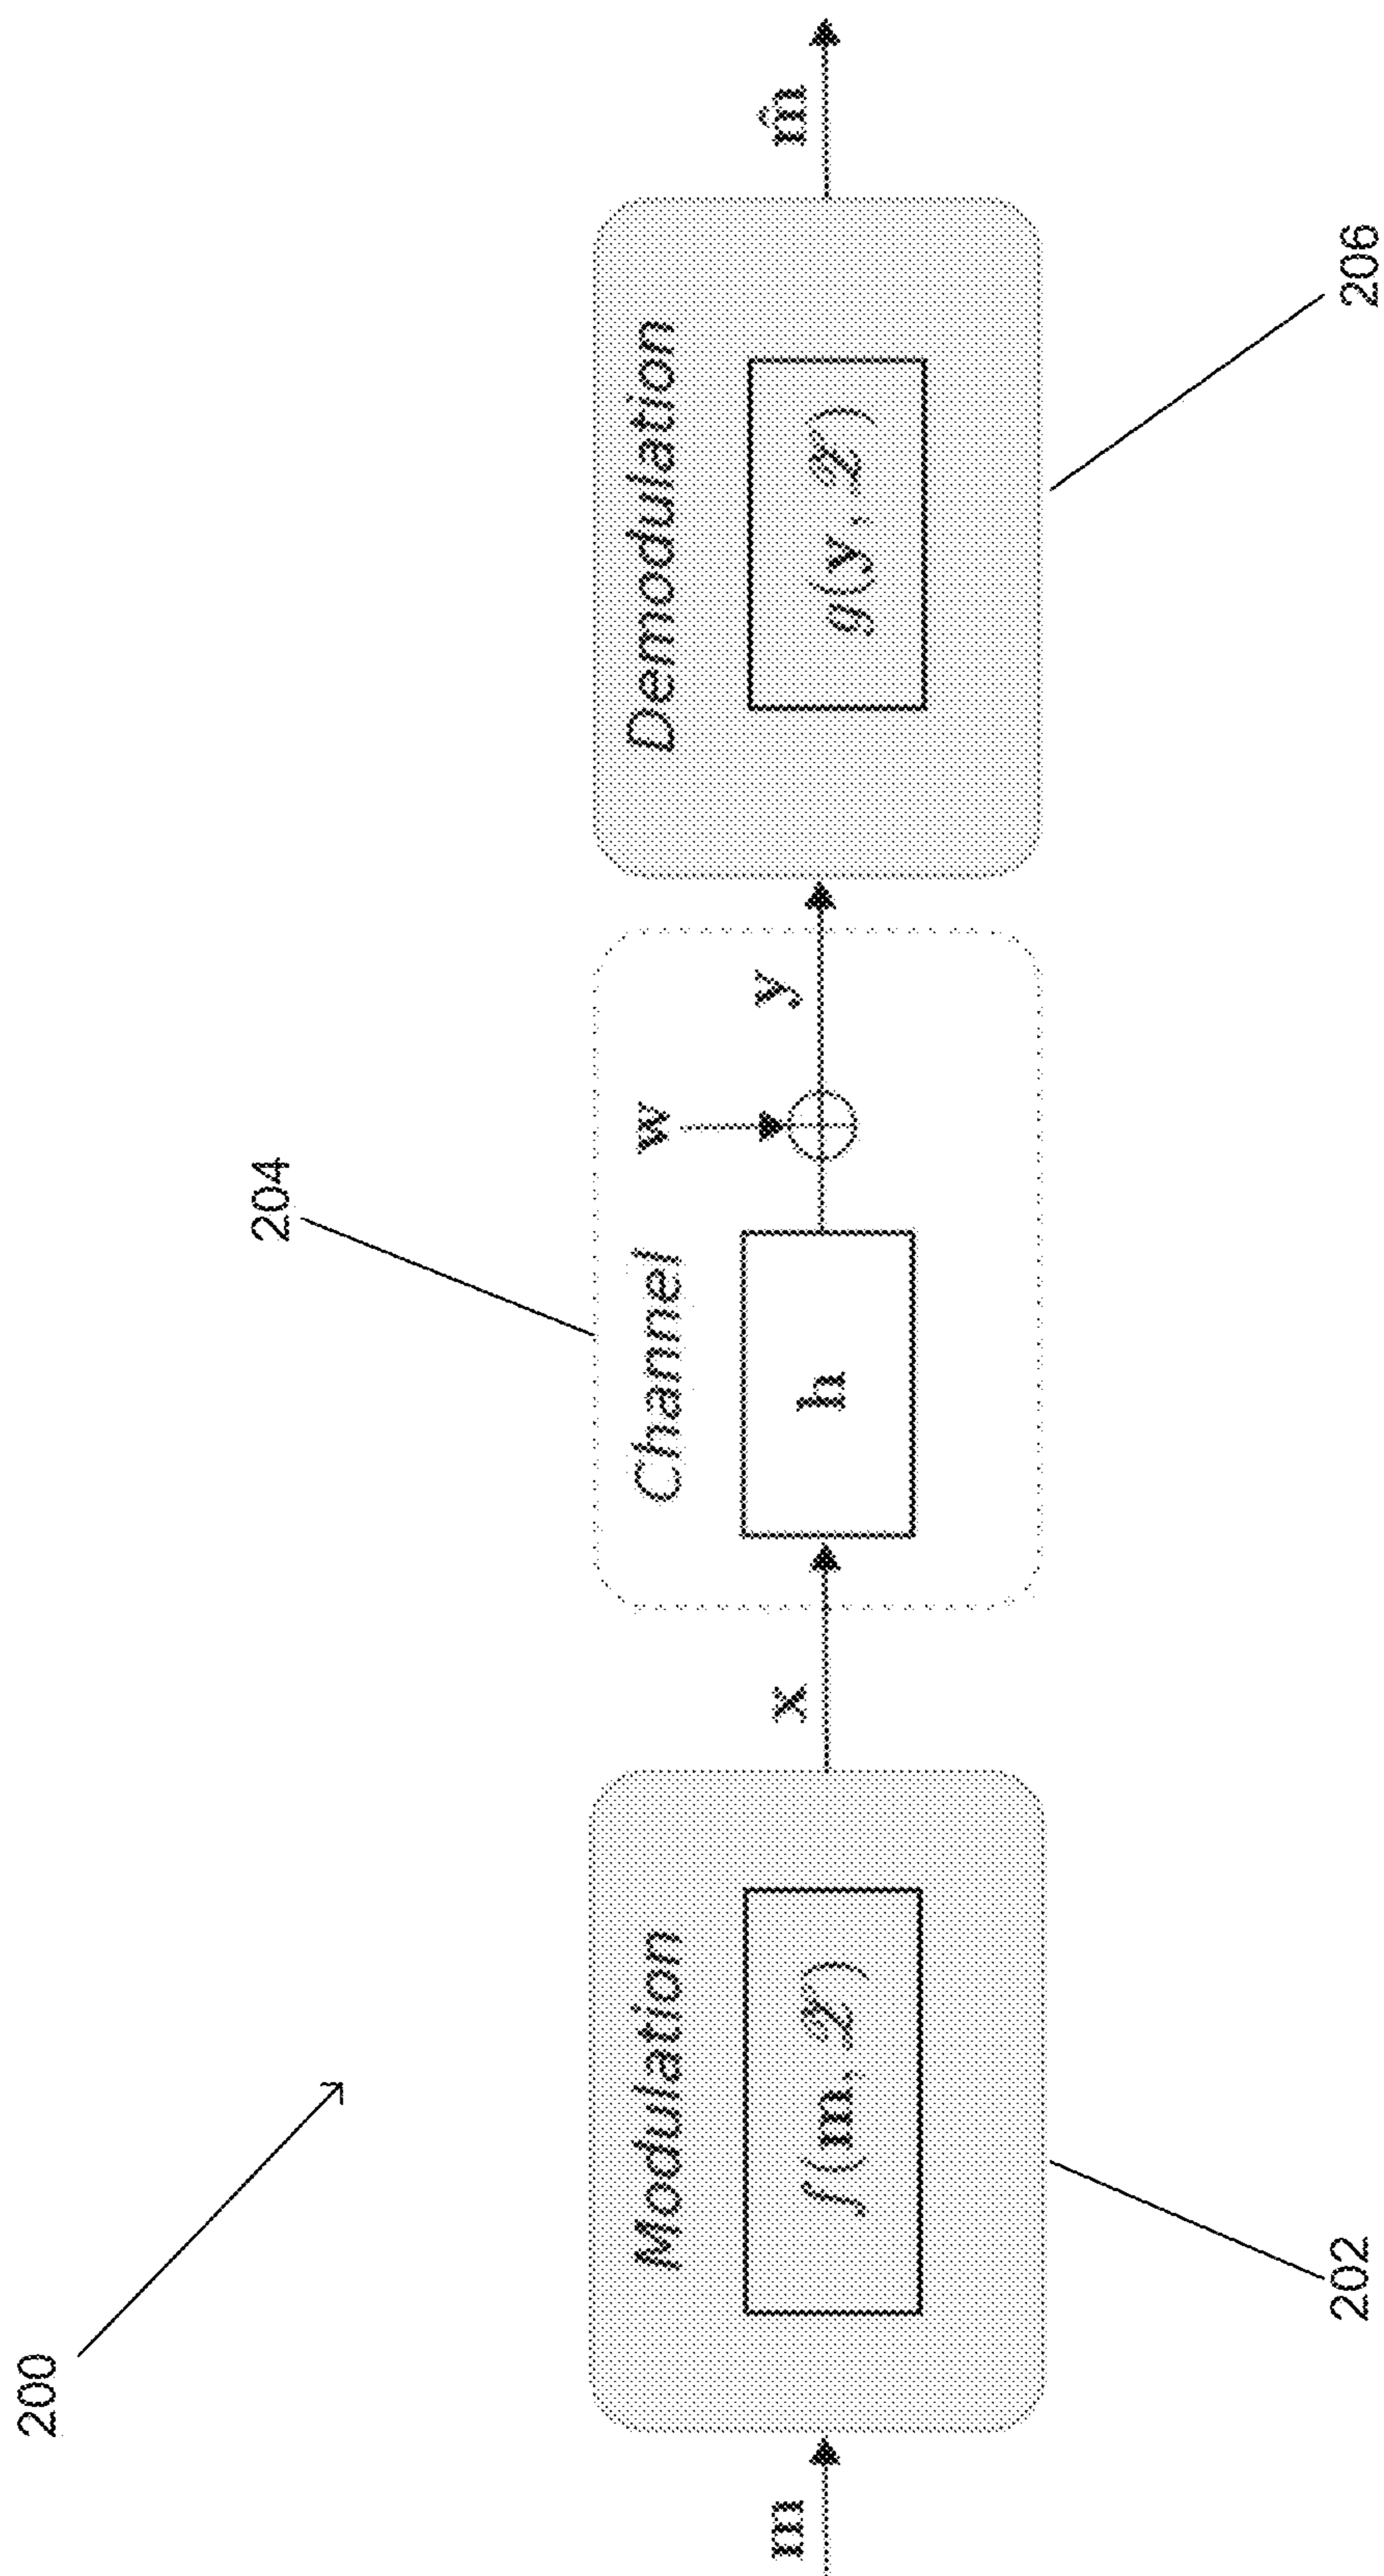 200
204
Modulation
Channel
Demodulation
w
m
x
y
m̂
f(m, 𝒳)
h
g(y, 𝒳)
202
206